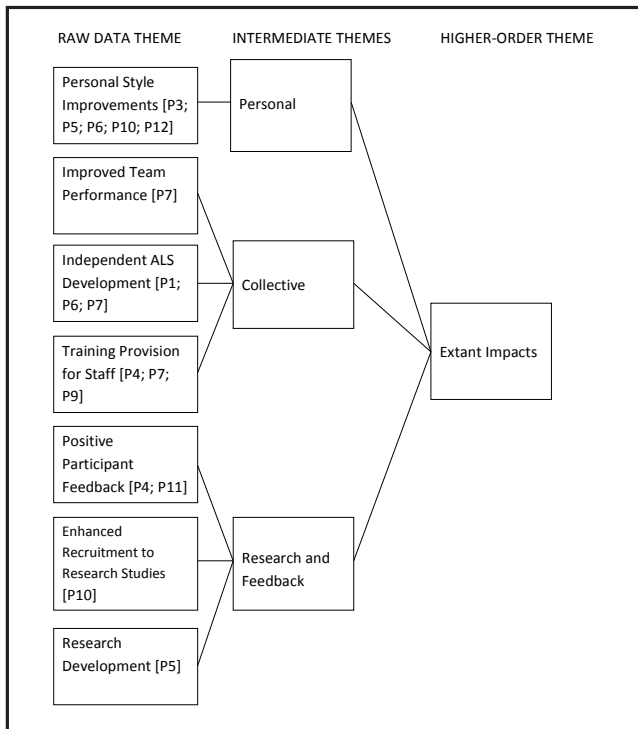 RAW DATA THEME
INTERMEDIATE THEMES
HIGHER-ORDER THEME
Personal Style
Improvements [P3;
P5; P6; P10; P12]
Personal
Improved Team
Performance [P7]
Independent ALS
Development [P1;
P6; P7]
Collective
Training Provision
for Staff [P4; P7;
P9]
Extant Impacts
Positive
Participant
Feedback [P4; P11]
Enhanced
Recruitment to
Research Studies
[P10]
Research and
Feedback
Research
Development [P5]